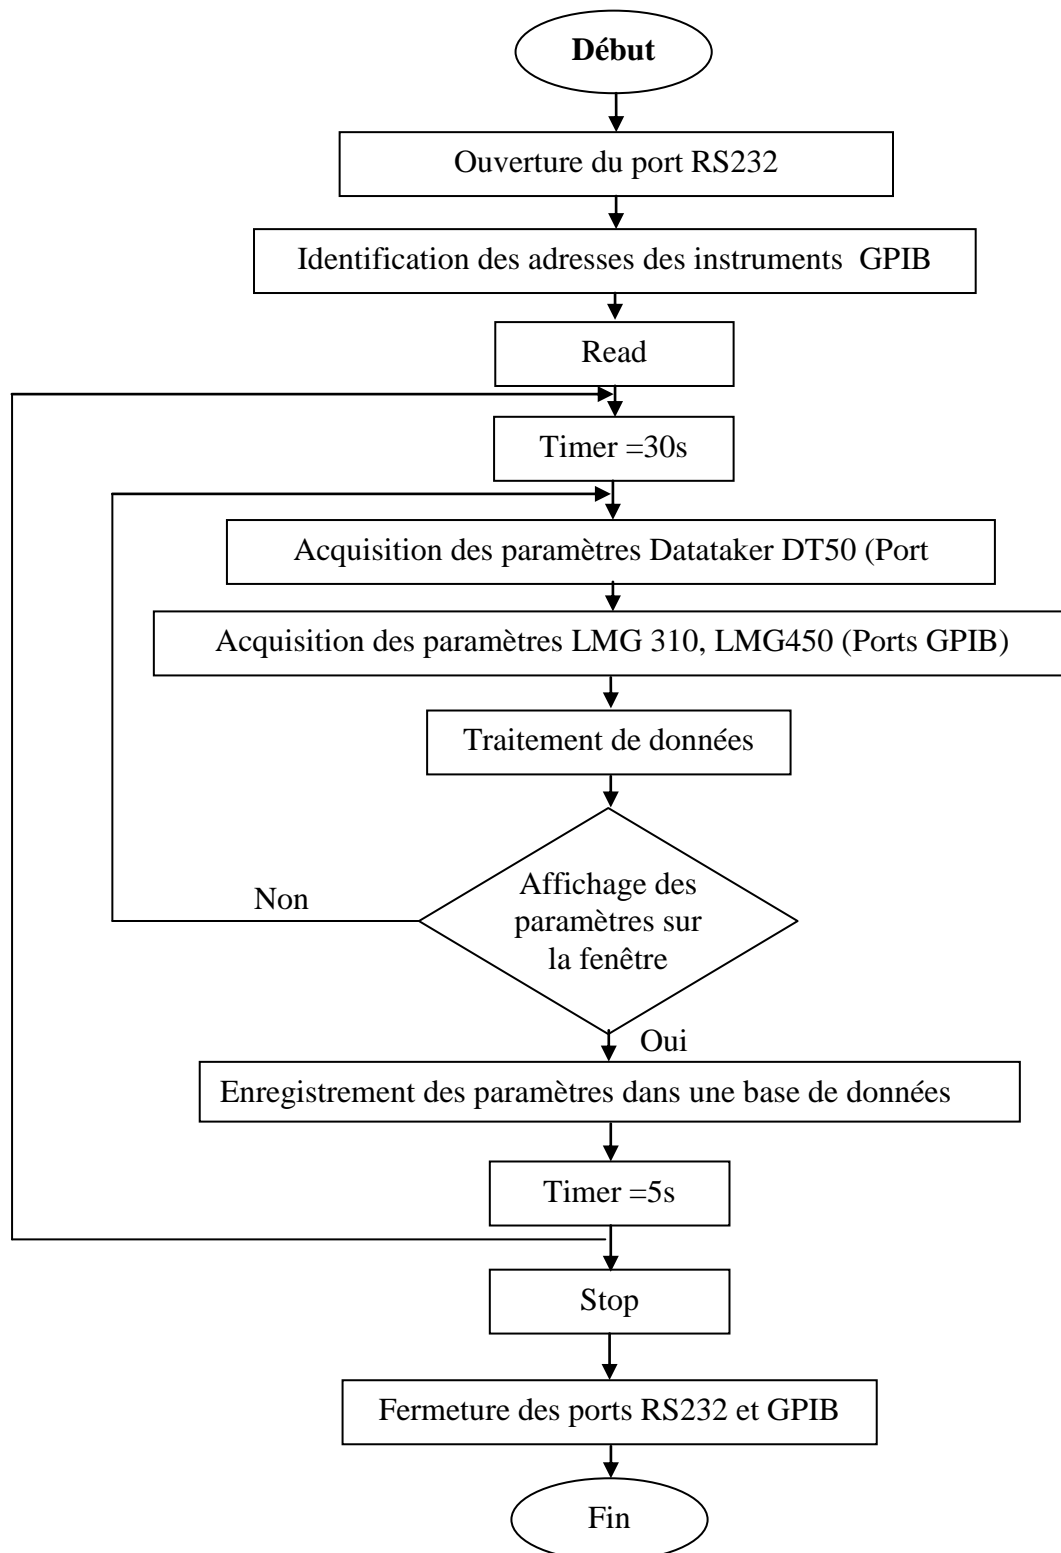 Début
Ouverture du port RS232
Identification des adresses des instruments GPIB
Read
Timer =30s
Acquisition des paramètres Datataker DT50 (Port
Acquisition des paramètres LMG 310, LMG450 (Ports GPIB)
Traitement de données
Affichage des
paramètres sur
la fenêtre
Non
Oui
Enregistrement des paramètres dans une base de données
Timer =5s
Stop
Fermeture des ports RS232 et GPIB
Fin